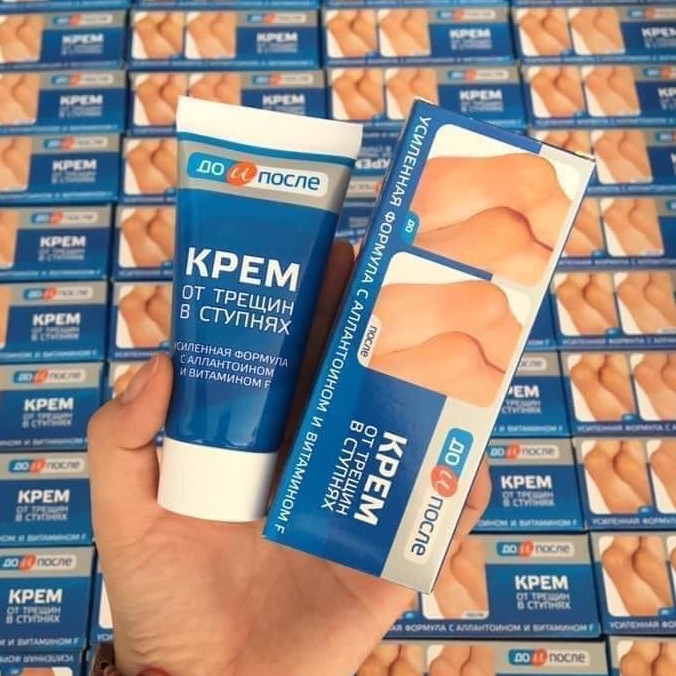 до и после
КРЕМ
ОТ ТРЕЩИН
В СТУПНЯХ
УСИЛЕННАЯ ФОРМУЛА
С АЛЛАНТОИНОМ
И ВИТАМИНОМ F
УСИЛЕННАЯ ФОРМУЛА С АЛЛАНТОИНОМ И ВИТАМИНОМ F
до
после
до и после
КРЕМ
ОТ ТРЕЩИН
В СТУПНЯХ